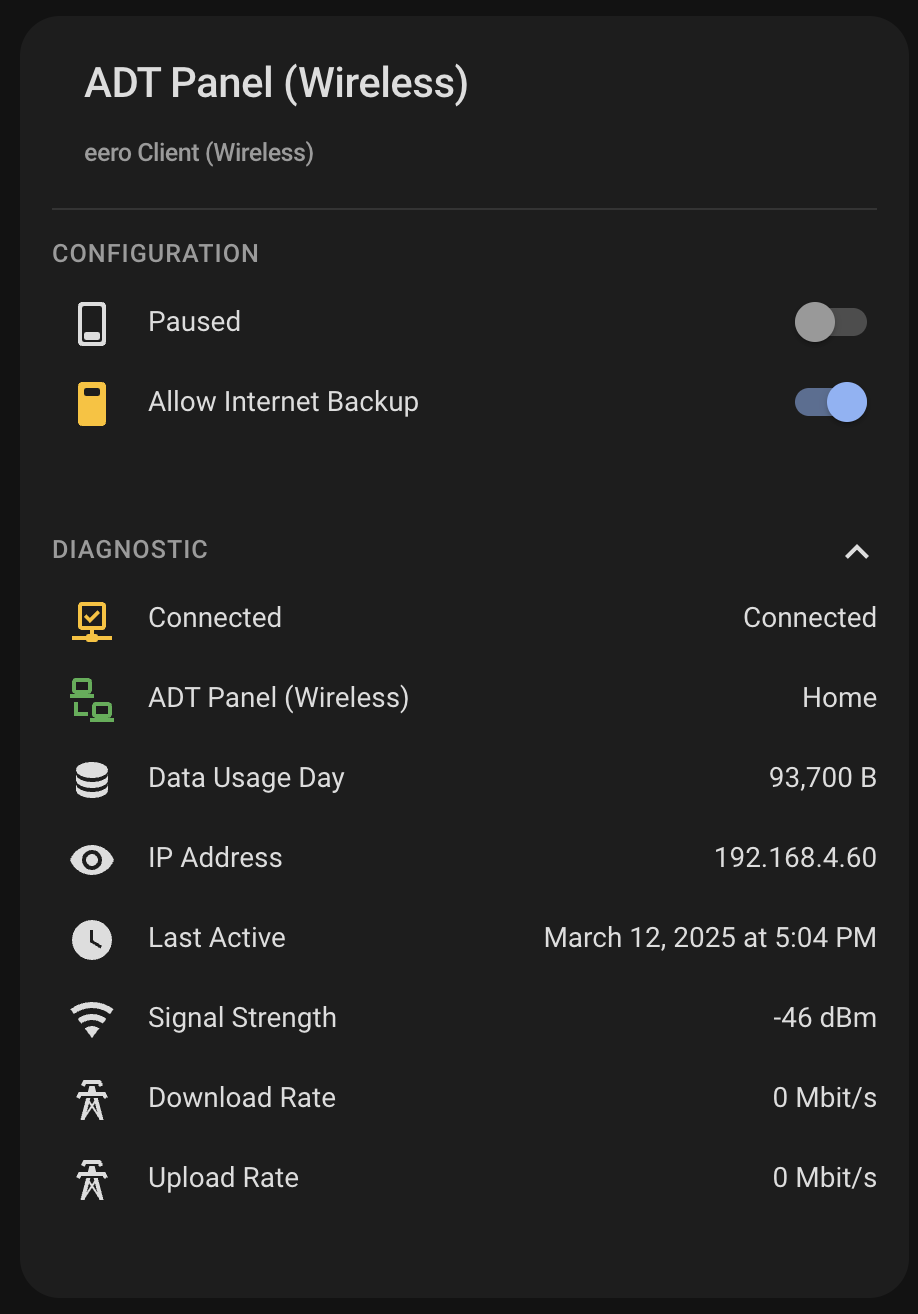 ADT Panel (Wireless)
eero Client (Wireless)
CONFIGURATION
Paused
Allow Internet Backup
DIAGNOSTIC
Connected Connected
ADT Panel (Wireless) Home
Data Usage Day 93,700 B
IP Address 192.168.4.60
Last Active March 12, 2025 at 5:04 PM
Signal Strength -46 dBm
Download Rate 0 Mbit/s
Upload Rate 0 Mbit/s